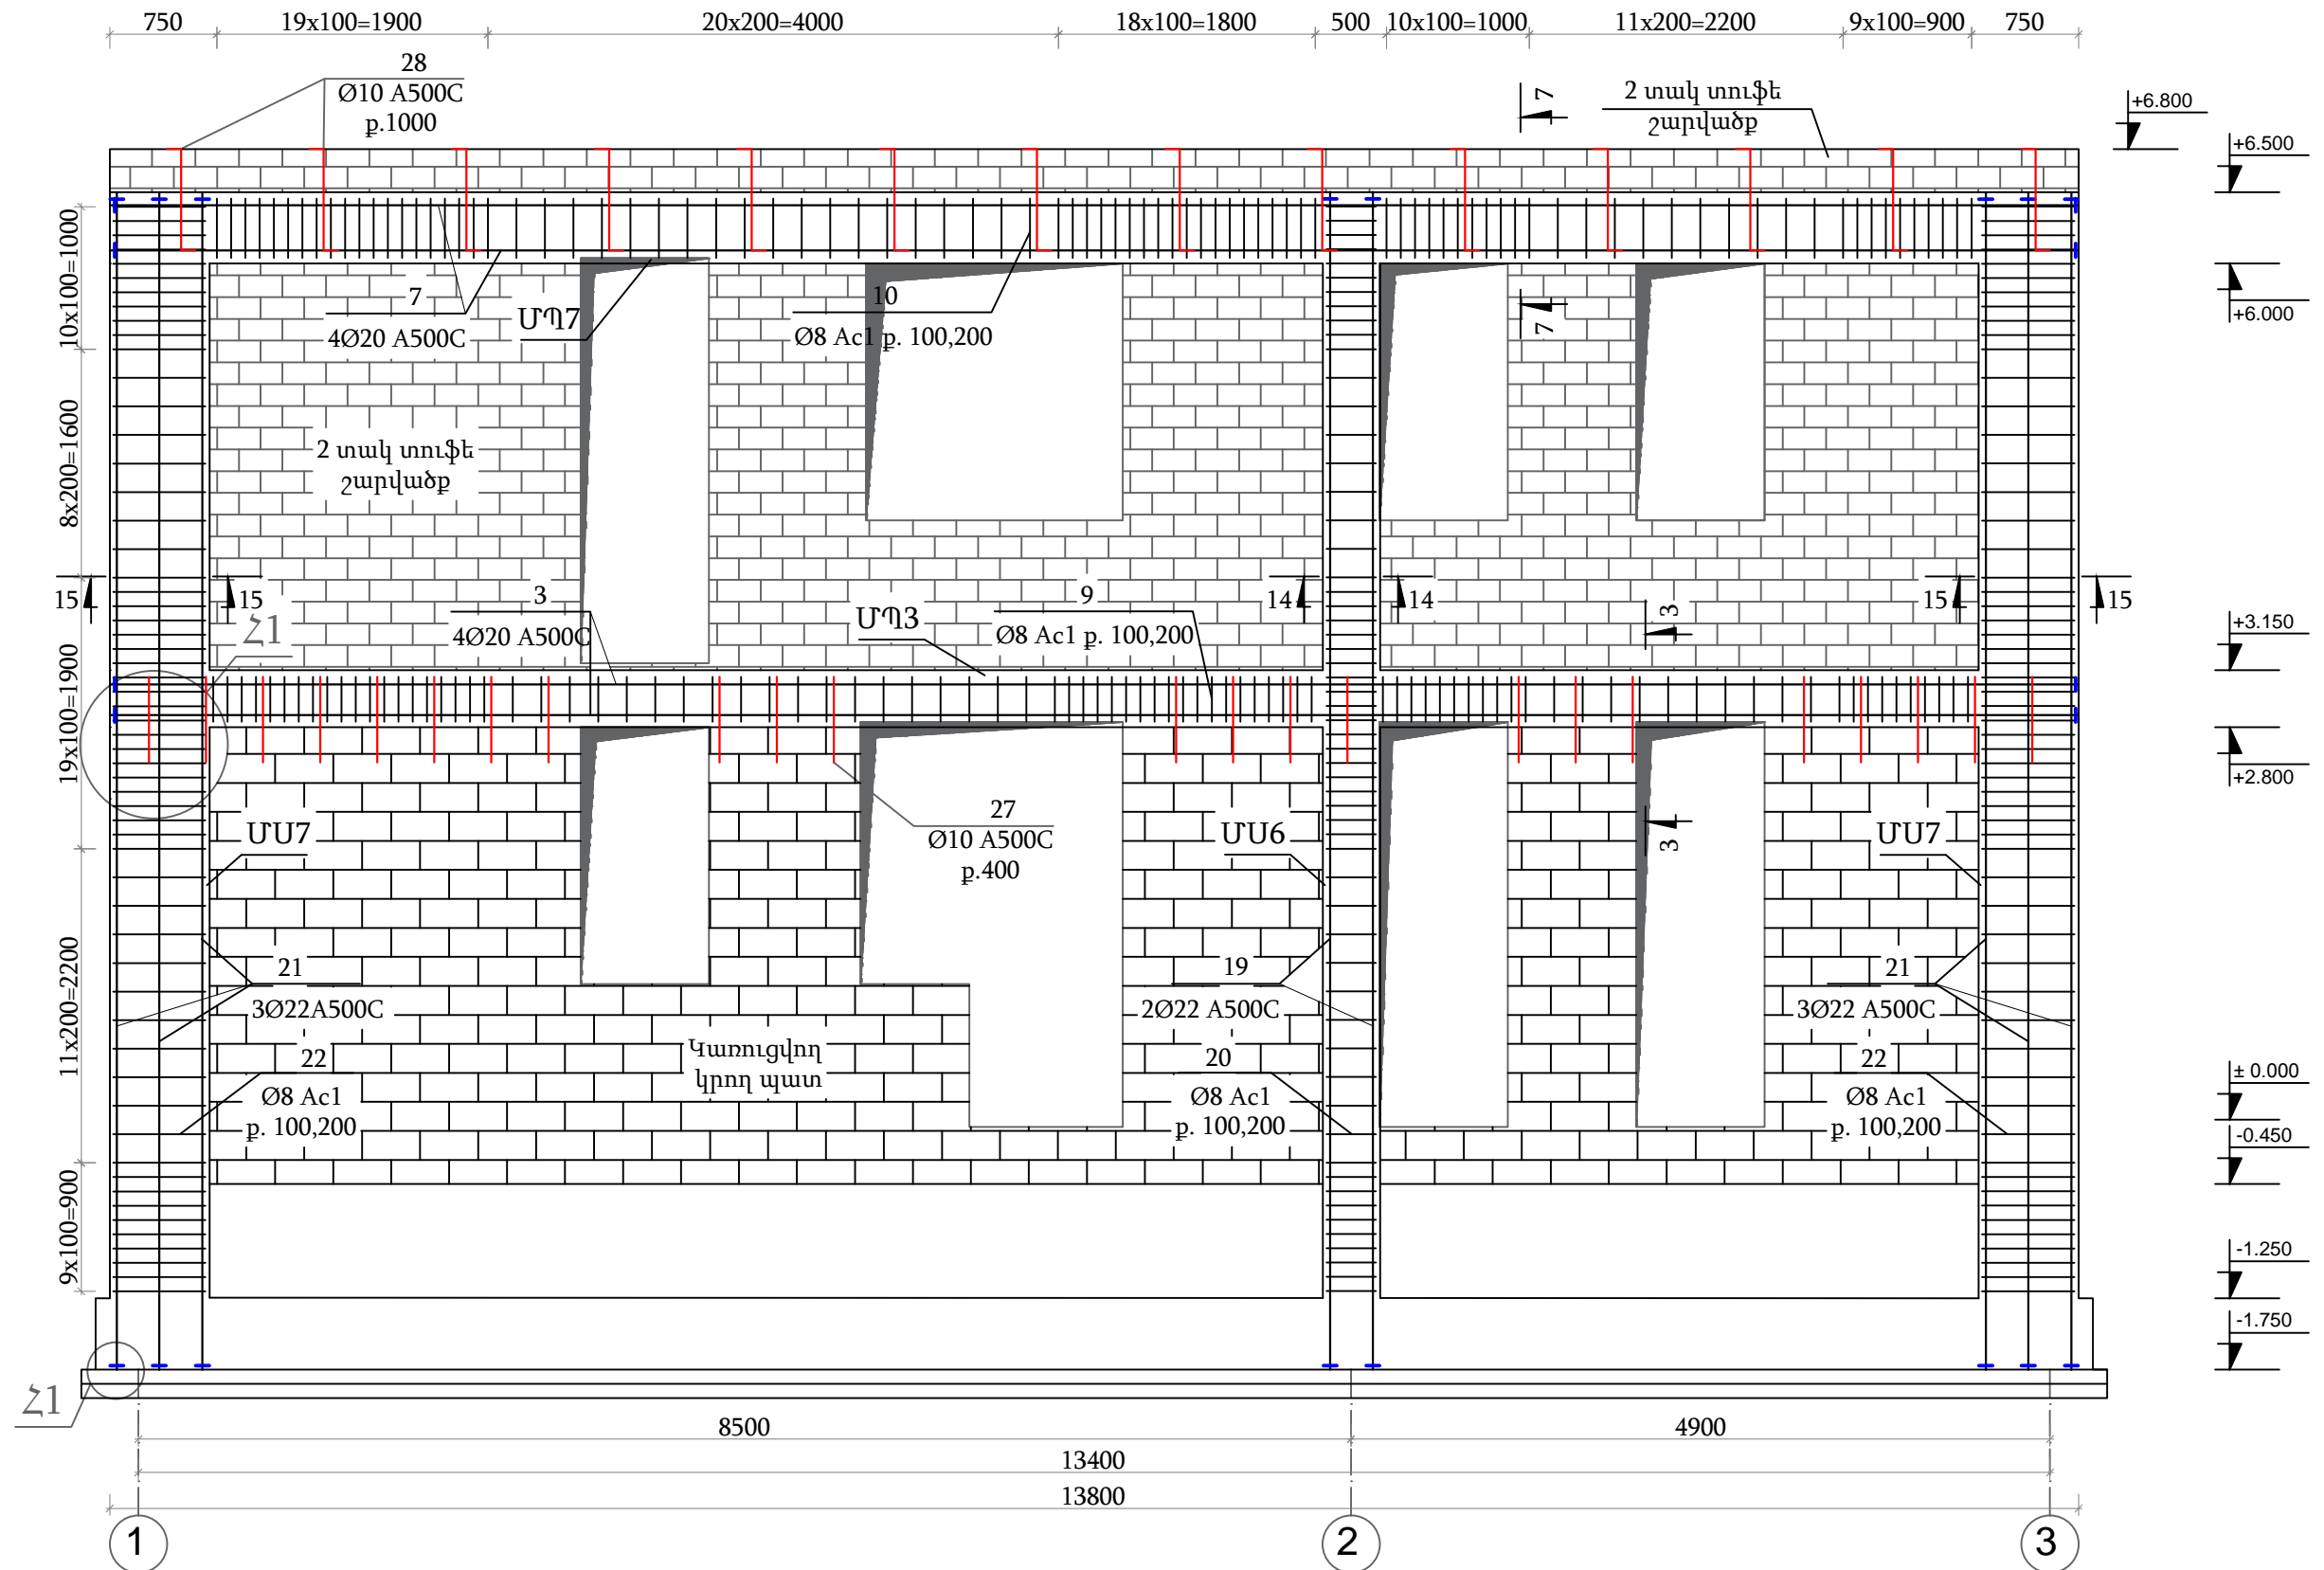 750 19x100=1900 20x200=4000 18x100=1800 500 10x100=1000 11x200=2200 9x100=900 750
28
Ø10 A500C
ք.1000
7
2 տակ տուֆե
շարվածք
+6.800
+6.500
10x100=1000
7
4Ø20 A500C
ՄՊ7
10
Ø8 Ac1 ք. 100,200
7
+6.000
8x200=1600
2 տակ տուֆե
շարվածք
15
15
Հ1
3
4Ø20 A500C
ՄՊ3
9
Ø8 Ac1 ք. 100,200
14
14
3
15
15
+3.150
19x100=1900
+2.800
ՄՍ7
27
Ø10 A500C
ք.400
ՄՍ6
3
ՄՍ7
11x200=2200
21
3Ø22A500C
19
2Ø22 A500C
21
3Ø22 A500C
22
Ø8 Ac1
ք. 100,200
Կառուցվող
կրող պատ
20
Ø8 Ac1
ք. 100,200
22
Ø8 Ac1
ք. 100,200
± 0.000
-0.450
9x100=900
-1.250
-1.750
Հ1
8500 4900
13400
13800
1 2 3